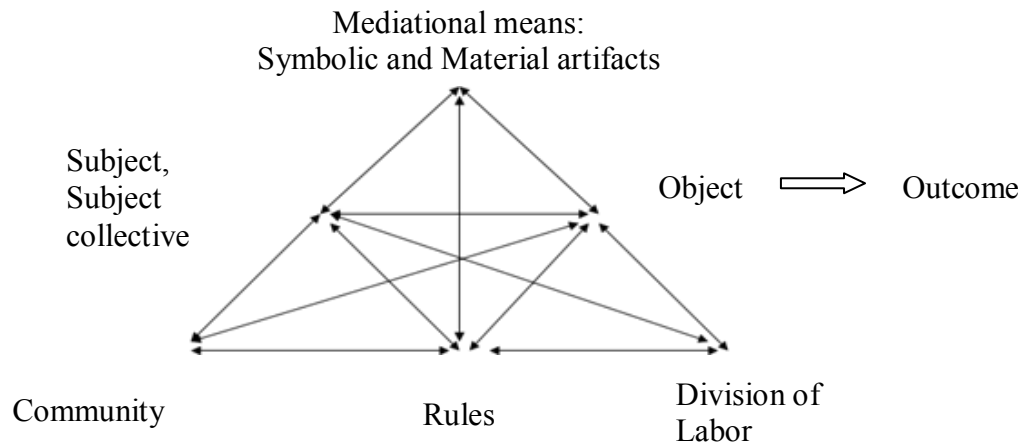 Mediational means:
Symbolic and Material artifacts
Subject,
Subject
collective
Object
Outcome
Community
Rules
Division of
Labor